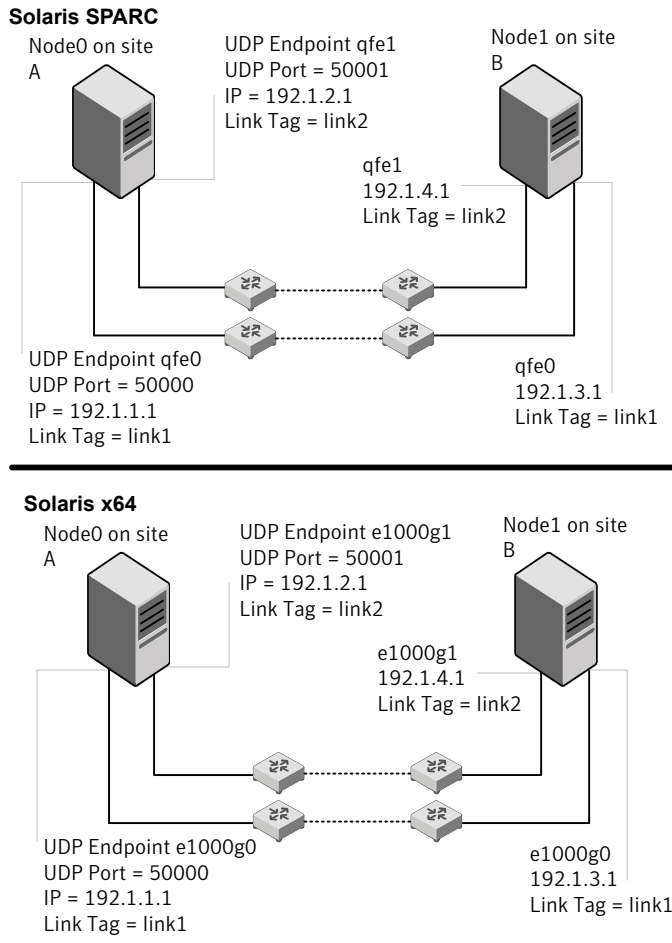 Solaris SPARC
Node0 on site
A
UDP Endpoint qfe1
UDP Port = 50001
IP = 192.1.2.1
Link Tag = link2
Node1 on site
B
qfe1
192.1.4.1
Link Tag = link2
UDP Endpoint qfe0
UDP Port = 50000
IP = 192.1.1.1
Link Tag = link1
qfe0
192.1.3.1
Link Tag = link1
Solaris x64
Node0 on site
A
UDP Endpoint e1000g1
UDP Port = 50001
IP = 192.1.2.1
Link Tag = link2
Node1 on site
B
e1000g1
192.1.4.1
Link Tag = link2
UDP Endpoint e1000g0
UDP Port = 50000
IP = 192.1.1.1
Link Tag = link1
e1000g0
192.1.3.1
Link Tag = link1